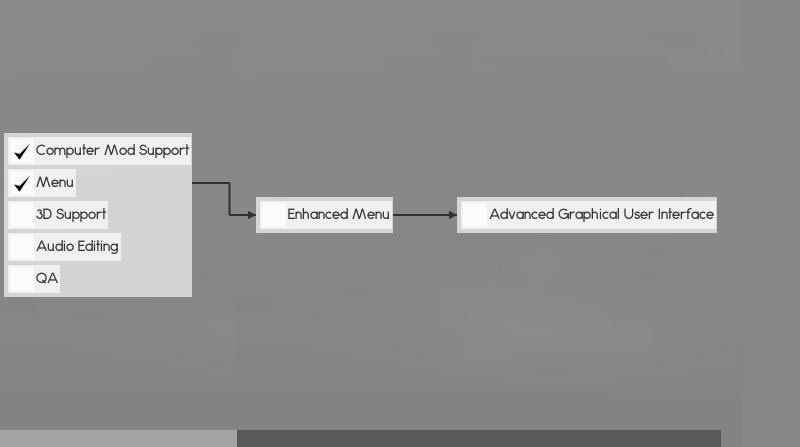 Computer Mod Support
Menu
3D Support
Audio Editing
QA
Enhanced Menu
Advanced Graphical User Interface